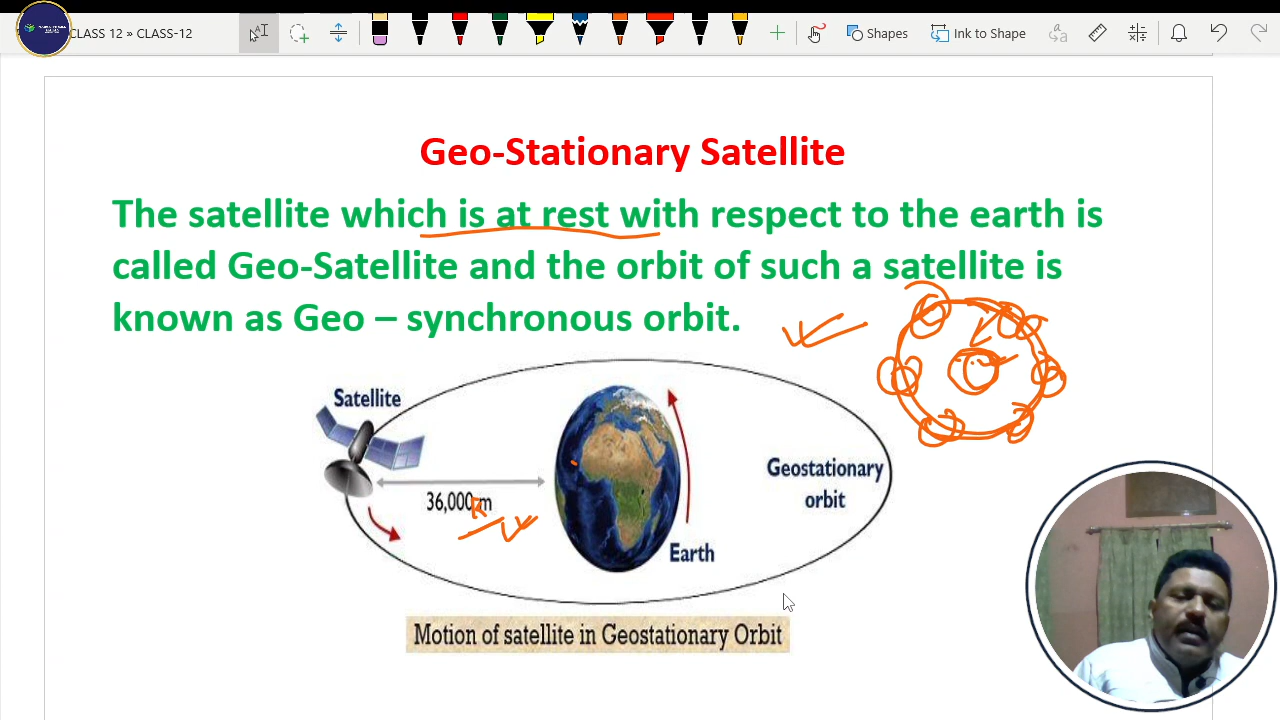 CLASS 12 » CLASS-12
Shapes
Ink to Shape
Geo-Stationary Satellite
The satellite which is at rest with respect to the earth is
called Geo-Satellite and the orbit of such a satellite is
known as Geo – synchronous orbit.
Satellite
36,000 m
Geostationary
orbit
Earth
Motion of satellite in Geostationary Orbit